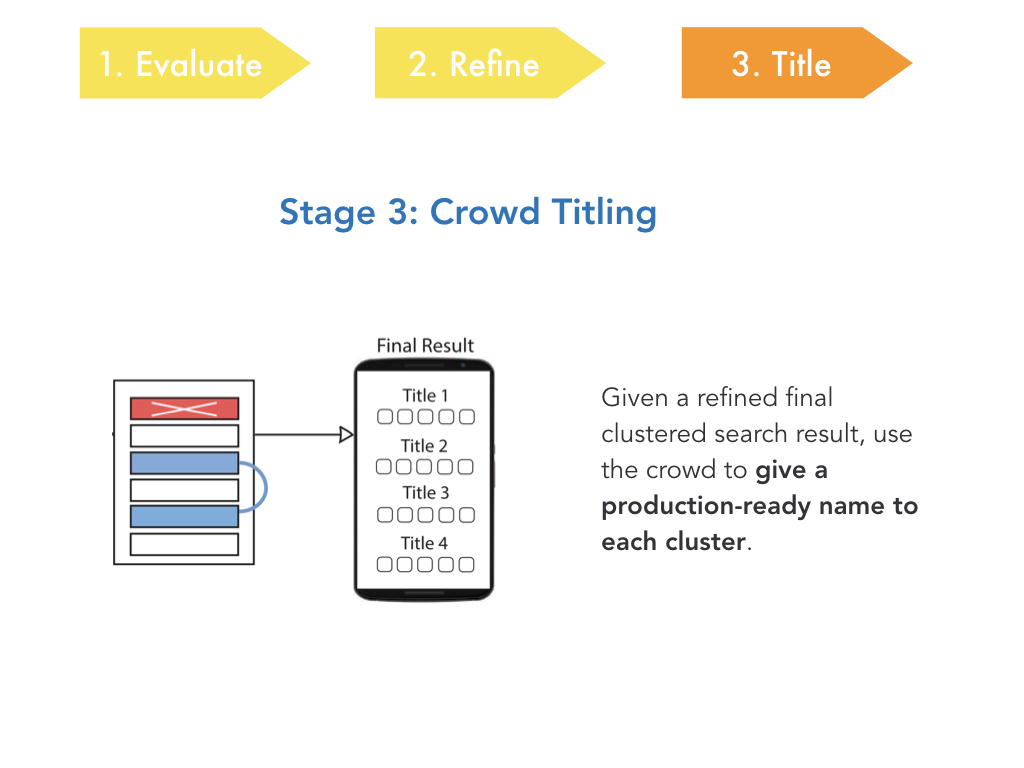 1. Evaluate
2. Refine
3. Title
Stage 3: Crowd Titling
Final Result
Title 1
Title 2
Title 3
Title 4
Given a refined final
clustered search result, use
the crowd to give a
production-ready name to
each cluster.